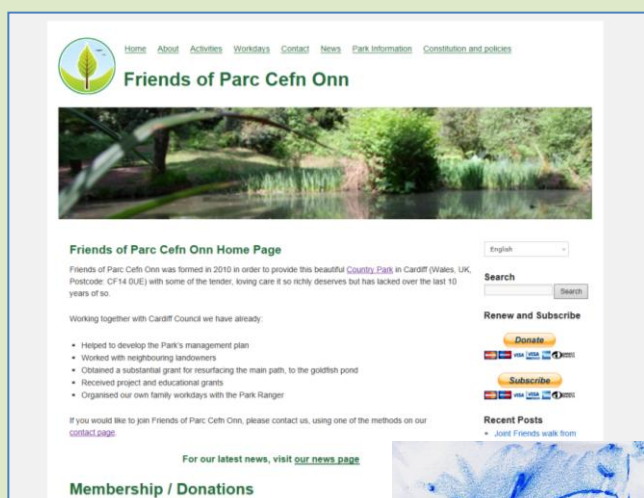 Home About Activities Workdays Contact News Park Information Constitution and policies
Friends of Parc Cefn Onn
Friends of Parc Cefn Onn Home Page
Friends of Parc Cefn Onn was formed in 2010 in order to provide this beautiful Country Park in Cardiff (Wales, UK,
Postcode: CF14 0UE) with some of the tender, loving care it so richly deserves but has lacked over the last 10
years of so.
Working together with Cardiff Council we have already:
• Helped to develop the Park's management plan
• Worked with neighbouring landowners
• Obtained a substantial grant for resurfacing the main path, to the goldfish pond
• Received project and educational grants
• Organised our own family workdays with the Park Ranger
If you would like to join Friends of Parc Cefn Onn, please contact us, using one of the methods on our
contact page.
For our latest news, visit our news page
Membership / Donations
English
Search
Search
Renew and Subscribe
Donate
VISA
Subscribe
VISA
Recent Posts
• Joint Friends walk from